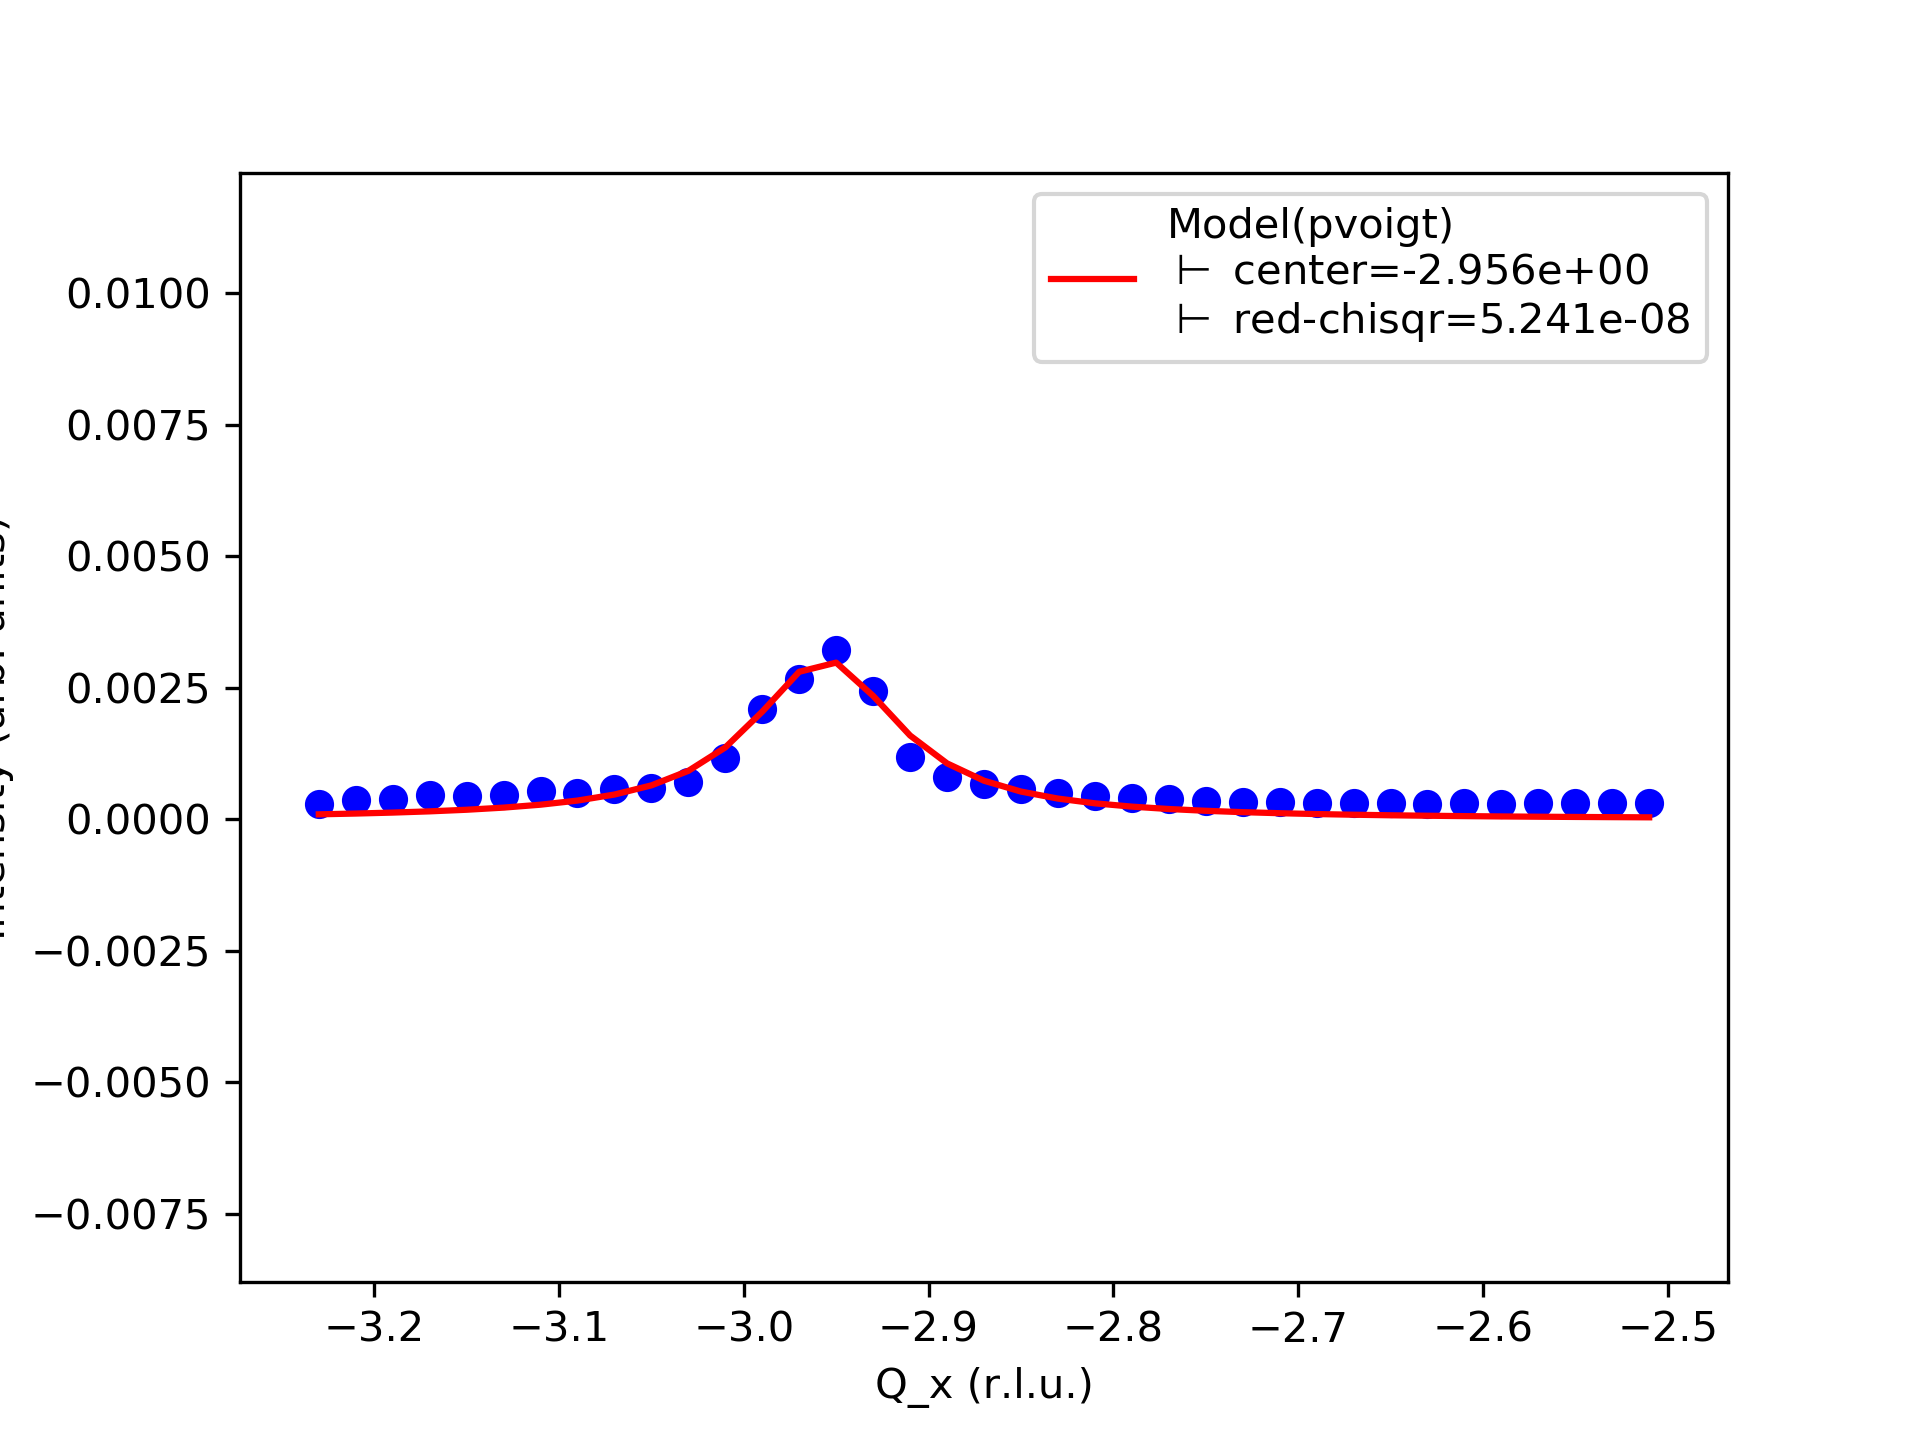 Model(pvoigt)
⊢ center=-2.956e+00
⊢ red-chisqr=5.241e-08
0.0100
0.0075
0.0050
0.0025
0.0000
−0.0025
−0.0050
−0.0075
−3.2 −3.1 −3.0 −2.9 −2.8 −2.7 −2.6 −2.5
Q_x (r.l.u.)